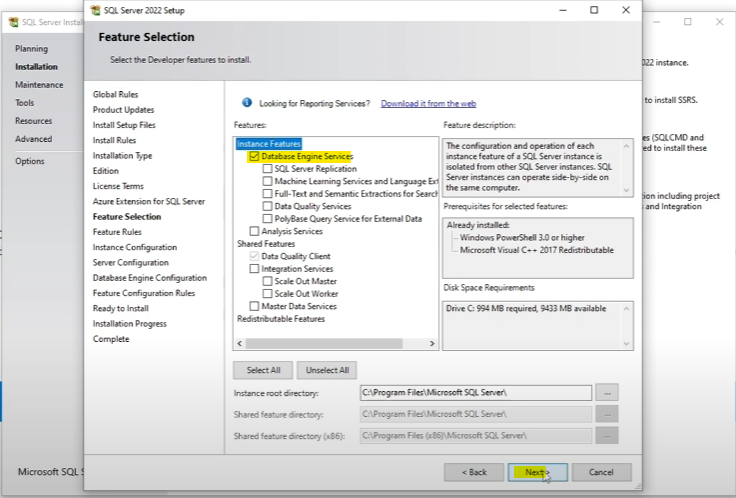 SQL Server 2022 Setup
SQL Server Instal
Feature Selection
Select the Developer features to install.
Planning
Installation
Maintenance
Tools
Resources
Advanced
Options
Microsoft SQL S
Global Rules
Product Updates
Install Setup Files
Install Rules
Installation Type
Edition
License Terms
Azure Extension for SQL Server
Feature Selection
Feature Rules
Instance Configuration
Server Configuration
Database Engine Configuration
Feature Configuration Rules
Ready to Install
Installation Progress
Complete
Looking for Reporting Services? Download it from the web
Features:
Instance Features
Database Engine Services
SQL Server Replication
Machine Learning Services and Language Ext
Full-Text and Semantic Extractions for Search
Data Quality Services
PolyBase Query Service for External Data
Analysis Services
Shared Features
Data Quality Client
Integration Services
Scale Out Master
Scale Out Worker
Master Data Services
Redistributable Features
Feature description:
The configuration and operation of each
instance feature of a SQL Server instance is
isolated from other SQL Server instances. SQL
Server instances can operate side-by-side on
the same computer.
Prerequisites for selected features:
Already installed:
Windows PowerShell 3.0 or higher
Microsoft Visual C++ 2017 Redistributable
Disk Space Requirements
Drive C: 994 MB required, 9433 MB available
Select All
Unselect All
Instance root directory:
C:\Program Files\Microsoft SQL Server\
...
Shared feature directory:
C:\Program Files\Microsoft SQL Server\
...
Shared feature directory (x86):
C:\Program Files (x86)\Microsoft SQL Server\
...
< Back
Next >
Cancel
022 instance.
to install SSRS.
es (SQLCMD and
ed to install these
tion including project
s and Integration